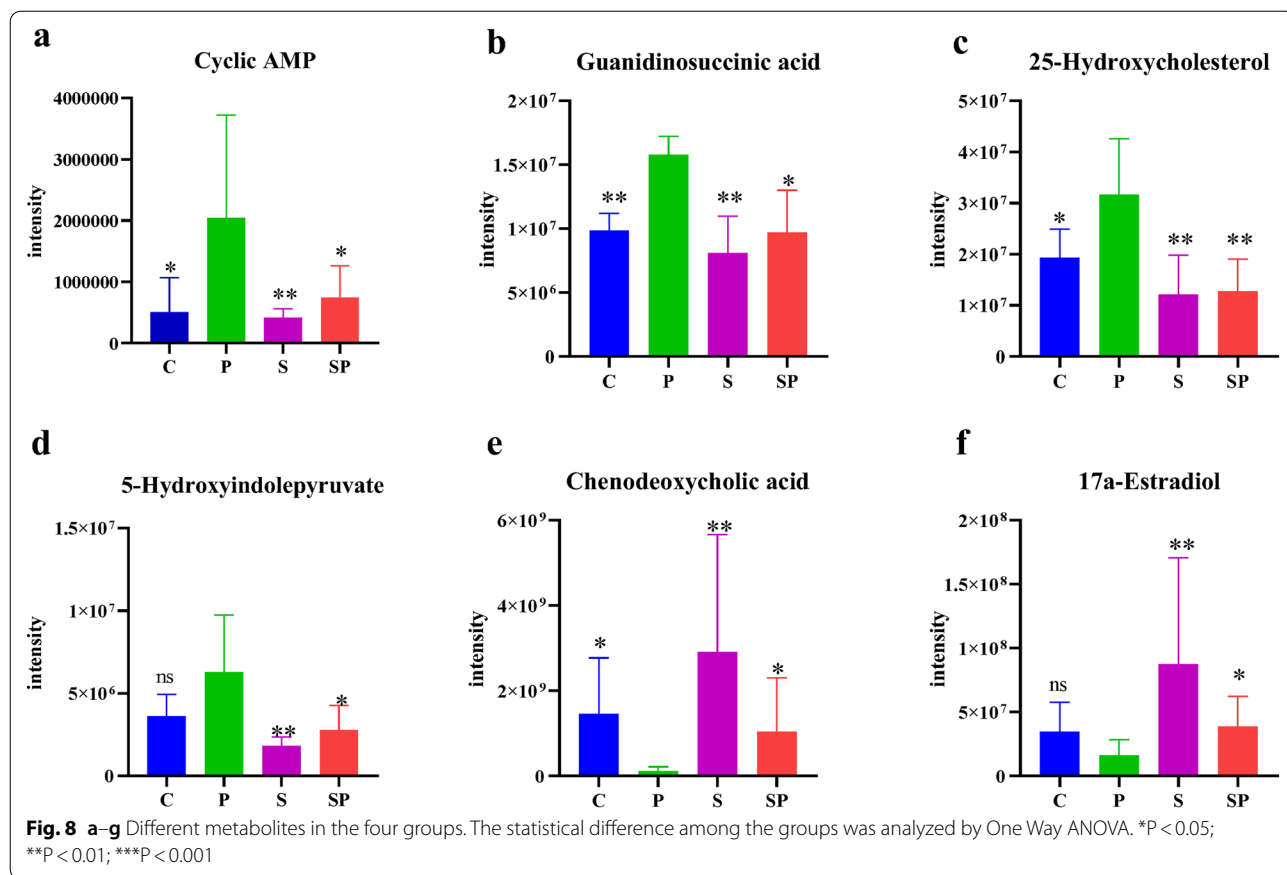 a
Cyclic AMP
4000000
3000000
2000000
1000000
0
intensity
*
**
*
C P S SP
b
Guanidinosuccinic acid
2×10⁷
1.5×10⁷
1×10⁷
5×10⁶
0
intensity
**
**
*
C P S SP
c
25-Hydroxycholesterol
5×10⁷
4×10⁷
3×10⁷
2×10⁷
1×10⁷
0
intensity
*
**
**
C P S SP
d
5-Hydroxyindolepyruvate
1.5×10⁷
1×10⁷
5×10⁶
0
intensity
ns
**
*
C P S SP
e
Chenodeoxycholic acid
6×10⁹
4×10⁹
2×10⁹
0
intensity
*
**
*
C P S SP
f
17a-Estradiol
2×10⁸
1.5×10⁸
1×10⁸
5×10⁷
0
intensity
ns
**
*
C P S SP
Fig. 8 a–g Different metabolites in the four groups. The statistical difference among the groups was analyzed by One Way ANOVA. *P < 0.05;
**P < 0.01; ***P < 0.001